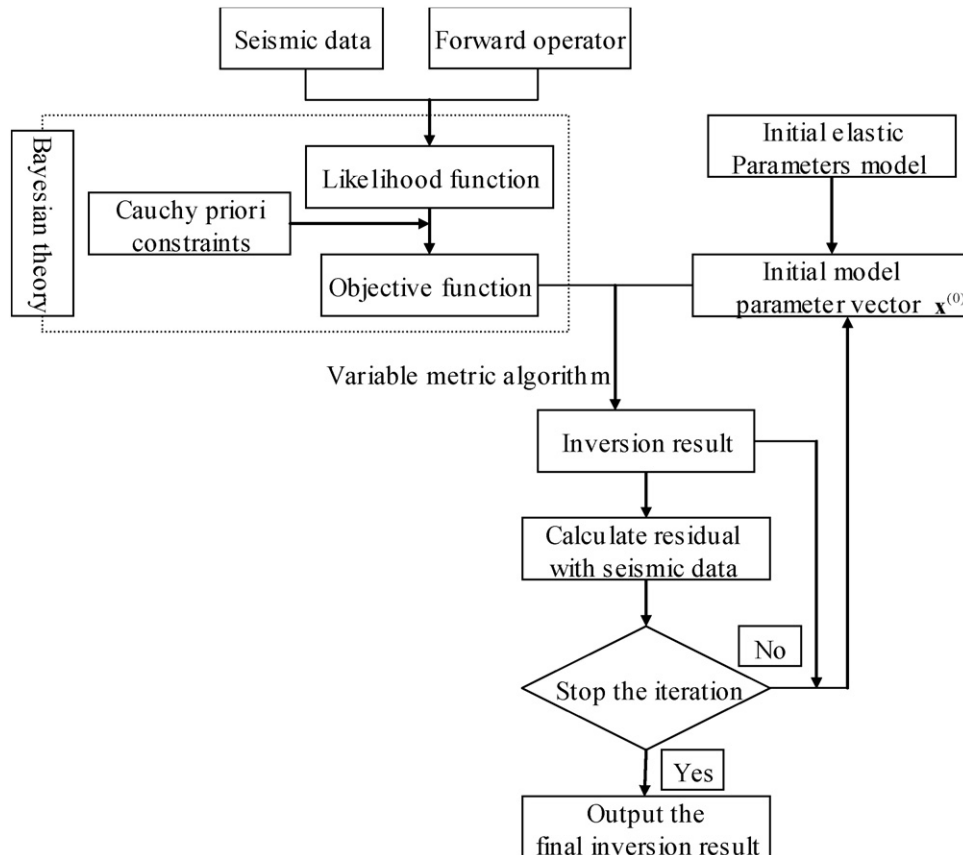 Seismic data
Forward operator
Bayesian theory
Likelihood function
Initial elastic
Parameters model
Cauchy priori
constraints
Objective function
Initial model
parameter vector x⁽⁰⁾
Variable metric algorithm
Inversion result
Calculate residual
with seismic data
No
Stop the iteration
Yes
Output the
final inversion result